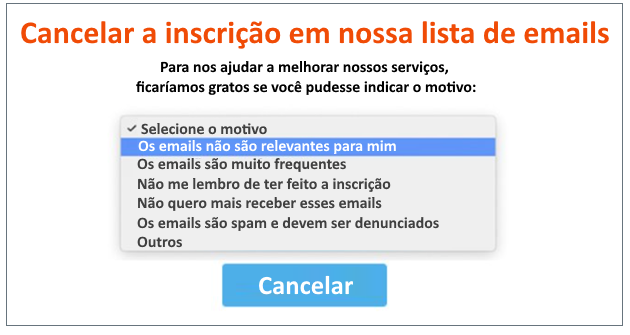 Cancelar a inscrição em nossa lista de emails
Para nos ajudar a melhorar nossos serviços,
ficaríamos gratos se você pudesse indicar o motivo:
✓ Selecione o motivo
Os emails não são relevantes para mim
Os emails são muito frequentes
Não me lembro de ter feito a inscrição
Não quero mais receber esses emails
Os emails são spam e devem ser denunciados
Outros
Cancelar